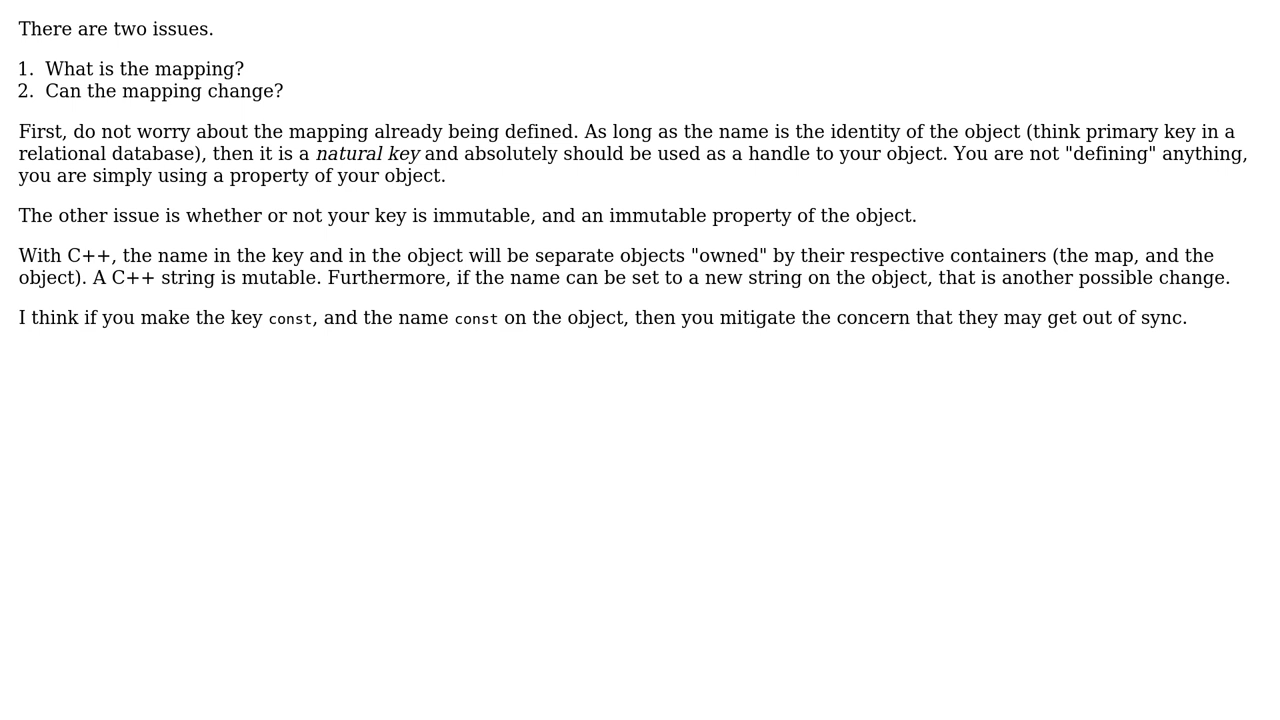 There are two issues.
1. What is the mapping?
2. Can the mapping change?
First, do not worry about the mapping already being defined. As long as the name is the identity of the object (think primary key in a
relational database), then it is a natural key and absolutely should be used as a handle to your object. You are not "defining" anything,
you are simply using a property of your object.
The other issue is whether or not your key is immutable, and an immutable property of the object.
With C++, the name in the key and in the object will be separate objects "owned" by their respective containers (the map, and the
object). A C++ string is mutable. Furthermore, if the name can be set to a new string on the object, that is another possible change.
I think if you make the key const, and the name const on the object, then you mitigate the concern that they may get out of sync.